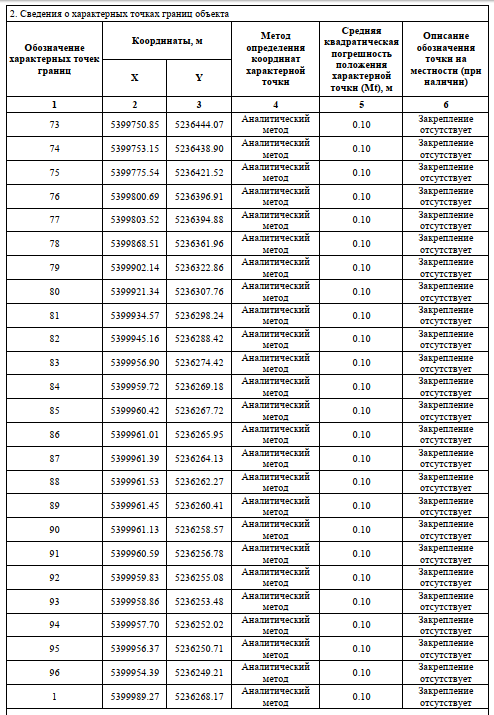 2. Сведения о характерных точках границ объекта
Обозначение характерных точек границ | Координаты, м | Метод определения координат характерной точки | Средняя квадратическая погрешность положения характерной точки (Mt), м | Описание обозначения точки на местности (при наличии)
X | Y
1 | 2 | 3 | 4 | 5 | 6
73 | 5399750.85 | 5236444.07 | Аналитический метод | 0.10 | Закрепление отсутствует
74 | 5399753.15 | 5236438.90 | Аналитический метод | 0.10 | Закрепление отсутствует
75 | 5399775.54 | 5236421.52 | Аналитический метод | 0.10 | Закрепление отсутствует
76 | 5399800.69 | 5236396.91 | Аналитический метод | 0.10 | Закрепление отсутствует
77 | 5399803.52 | 5236394.88 | Аналитический метод | 0.10 | Закрепление отсутствует
78 | 5399868.51 | 5236361.96 | Аналитический метод | 0.10 | Закрепление отсутствует
79 | 5399902.14 | 5236322.86 | Аналитический метод | 0.10 | Закрепление отсутствует
80 | 5399921.34 | 5236307.76 | Аналитический метод | 0.10 | Закрепление отсутствует
81 | 5399934.57 | 5236298.24 | Аналитический метод | 0.10 | Закрепление отсутствует
82 | 5399945.16 | 5236288.42 | Аналитический метод | 0.10 | Закрепление отсутствует
83 | 5399956.90 | 5236274.42 | Аналитический метод | 0.10 | Закрепление отсутствует
84 | 5399959.72 | 5236269.18 | Аналитический метод | 0.10 | Закрепление отсутствует
85 | 5399960.42 | 5236267.72 | Аналитический метод | 0.10 | Закрепление отсутствует
86 | 5399961.01 | 5236265.95 | Аналитический метод | 0.10 | Закрепление отсутствует
87 | 5399961.39 | 5236264.13 | Аналитический метод | 0.10 | Закрепление отсутствует
88 | 5399961.53 | 5236262.27 | Аналитический метод | 0.10 | Закрепление отсутствует
89 | 5399961.45 | 5236260.41 | Аналитический метод | 0.10 | Закрепление отсутствует
90 | 5399961.13 | 5236258.57 | Аналитический метод | 0.10 | Закрепление отсутствует
91 | 5399960.59 | 5236256.78 | Аналитический метод | 0.10 | Закрепление отсутствует
92 | 5399959.83 | 5236255.08 | Аналитический метод | 0.10 | Закрепление отсутствует
93 | 5399958.86 | 5236253.48 | Аналитический метод | 0.10 | Закрепление отсутствует
94 | 5399957.70 | 5236252.02 | Аналитический метод | 0.10 | Закрепление отсутствует
95 | 5399956.37 | 5236250.71 | Аналитический метод | 0.10 | Закрепление отсутствует
96 | 5399954.39 | 5236249.21 | Аналитический метод | 0.10 | Закрепление отсутствует
1 | 5399989.27 | 5236268.17 | Аналитический метод | 0.10 | Закрепление отсутствует